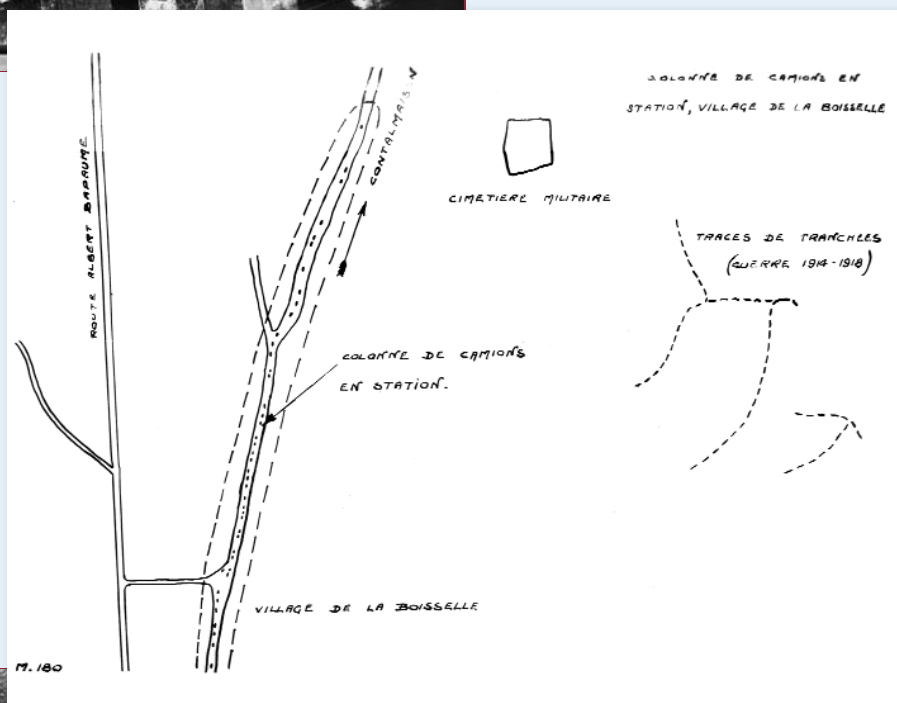 COLONNE DE CAMIONS EN
STATION, VILLAGE DE LA BOISSELLE
CONTALMAISON
ROUTE ALBERT BAPAUME
CIMETIERE MILITAIRE
TRACES DE TRANCHEES
(GUERRE 1914-1918)
COLONNE DE CAMIONS
EN STATION.
VILLAGE DE LA BOISSELLE
M.180